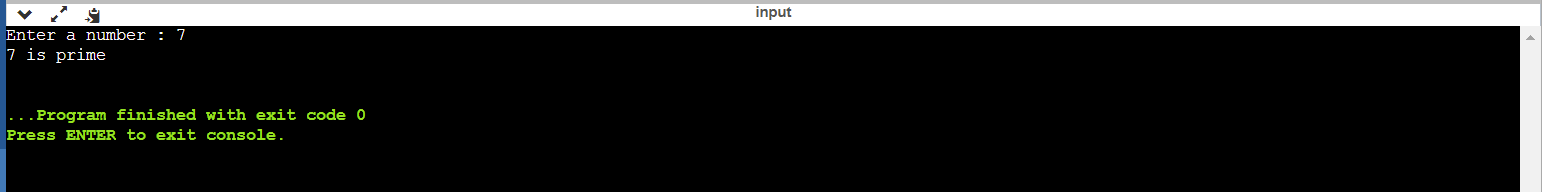 input
Enter a number : 7
7 is prime
...Program finished with exit code 0
Press ENTER to exit console.